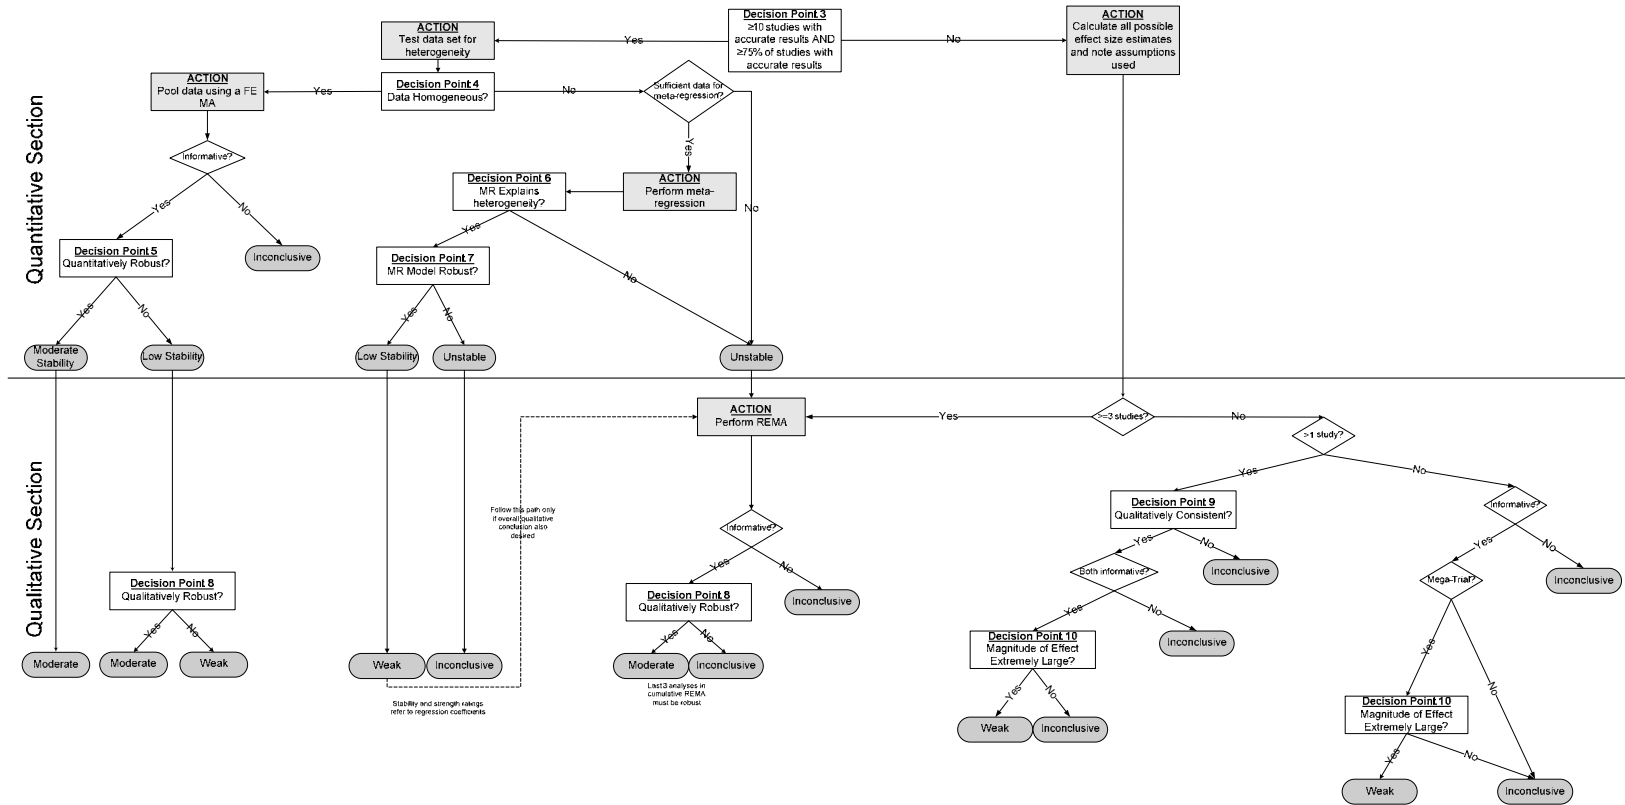 ACTION
Test data set for
heterogeneity
Yes
Decision Point 3
≥10 studies with
accurate results AND
≥75% of studies with
accurate results
No
ACTION
Calculate all possible
effect size estimates
and note assumptions
used
ACTION
Pool data using a FE
MA
Yes
Decision Point 4
Data Homogeneous?
No
Sufficient data for
meta-regression?
Yes
No
Informative?
Yes
No
Decision Point 6
MR Explains
heterogeneity?
ACTION
Perform meta-
regression
Quantitative Section
Decision Point 5
Quantitatively Robust?
Inconclusive
Yes
No
Decision Point 7
MR Model Robust?
Yes
No
Yes
No
Moderate
Stability
Low Stability
Low Stability
Unstable
Unstable
ACTION
Perform REMA
Yes
>=3 studies?
No
>1 study?
Yes
No
Qualitative Section
Follow this path only
if overall qualitative
conclusion also
desired
Informative?
Yes
No
Decision Point 9
Qualitatively Consistent?
Yes
No
Informative?
Yes
No
Decision Point 8
Qualitatively Robust?
Decision Point 8
Qualitatively Robust?
Inconclusive
Both informative?
Inconclusive
Mega-Trial?
Inconclusive
Yes
No
Yes
No
Yes
No
Yes
No
Moderate
Moderate
Weak
Weak
Inconclusive
Moderate
Inconclusive
Decision Point 10
Magnitude of Effect
Extremely Large?
Inconclusive
Stability and strength ratings
refer to regression coefficients
Last 3 analyses in
cumulative REMA
must be robust
Yes
No
Weak
Inconclusive
Decision Point 10
Magnitude of Effect
Extremely Large?
Yes
No
Weak
Inconclusive